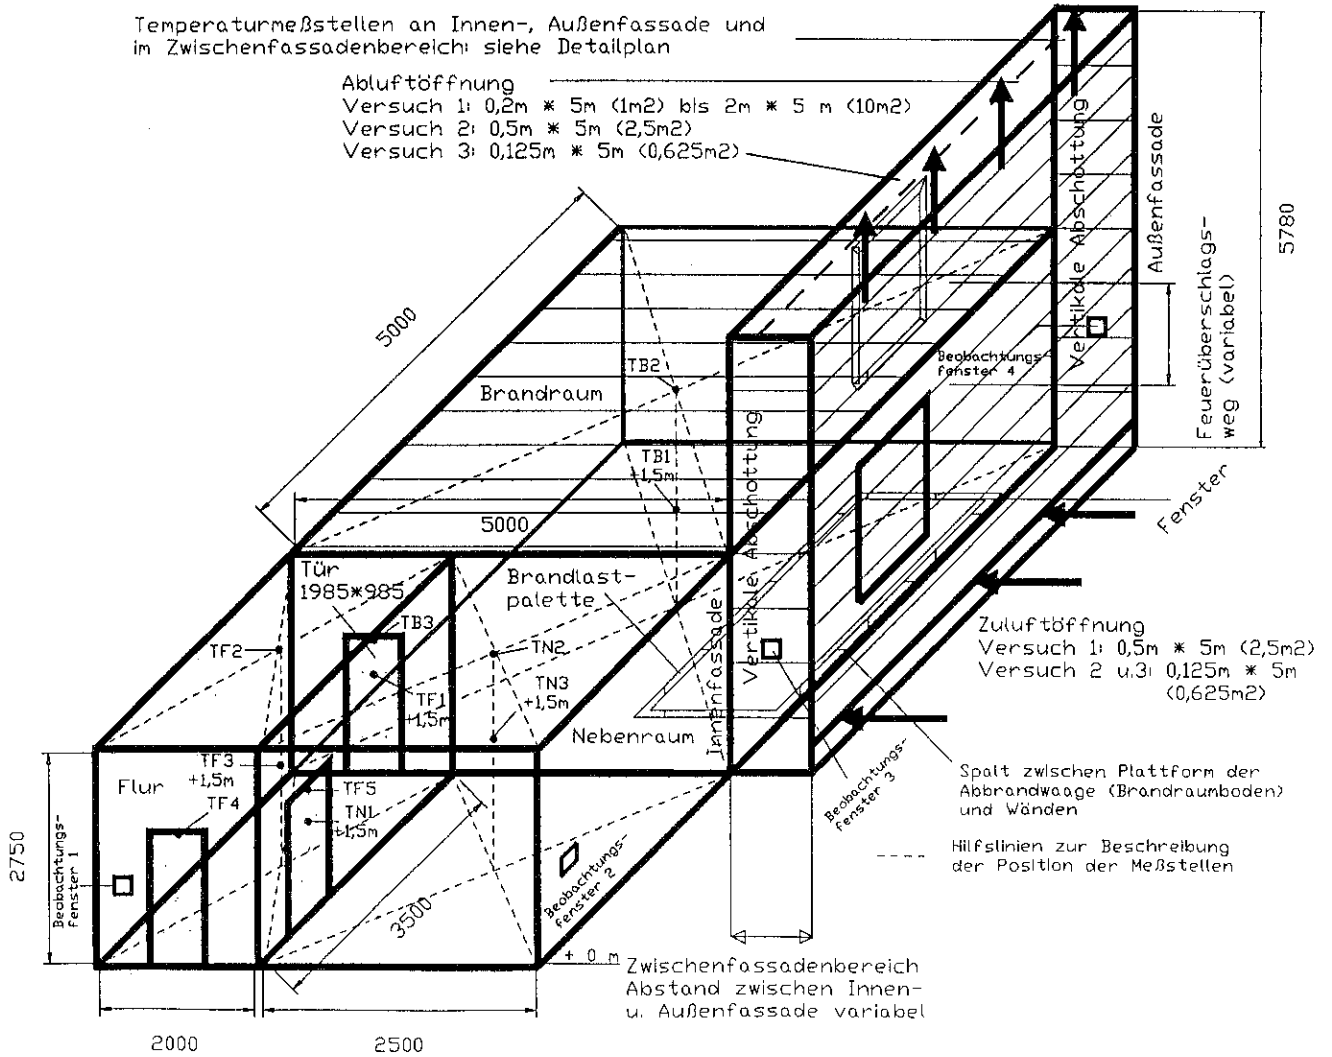 Temperaturmeßstellen an Innen-, Außenfassade und
im Zwischenfassadenbereich: siehe Detailplan
Abluftöffnung
Versuch 1: 0,2m * 5m (1m2) bis 2m * 5 m (10m2)
Versuch 2: 0,5m * 5m (2,5m2)
Versuch 3: 0,125m * 5m (0,625m2)
Vertikale Abschottung
Außenfassade
Feuerüberschlags-
weg (variabel)
5780
5000
Brandraum
TB2
TB1
+1,5m
Beobachtungs
fenster 4
Vertikale Abschottung
Fenster
5000
Tür
1985*985
TB3
Brandlast-
palette
TF2
TF1
+1,5m
TN2
TN3
+1,5m
Nebenraum
Innenfassade
Zuluftöffnung
Versuch 1: 0,5m * 5m (2,5m2)
Versuch 2 u.3: 0,125m * 5m
(0,625m2)
Flur
TF3
+1,5m
TF4
TF5
TN1
+1,5m
Beobachtungs-
fenster 3
Spalt zwischen Plattform der
Abbrandwaage (Brandraumboden)
und Wänden
Hilfslinien zur Beschreibung
der Position der Meßstellen
2750
Beobachtungs-
fenster 1
3500
Beobachtungs-
fenster 2
+ 0 m
Zwischenfassadenbereich
Abstand zwischen Innen-
u. Außenfassade variabel
2000
2500